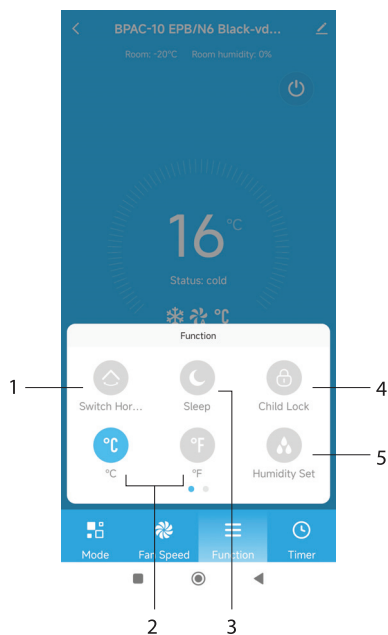 BPAC-10 EPB/N6 Black-vd...
Room: -20°C Room humidity: 0%
16 °C
Status: cold
°C
Function
1
Switch Hor...
Sleep
Child Lock
4
°C °F
°C
°F
Humidity Set
5
Mode
Fan Speed
Function
Timer
2
3